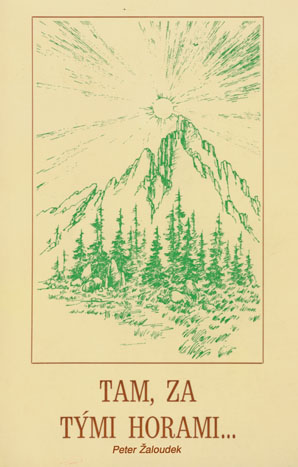 TAM, ZA
TÝMI HORAMI...
Peter Žaloudek